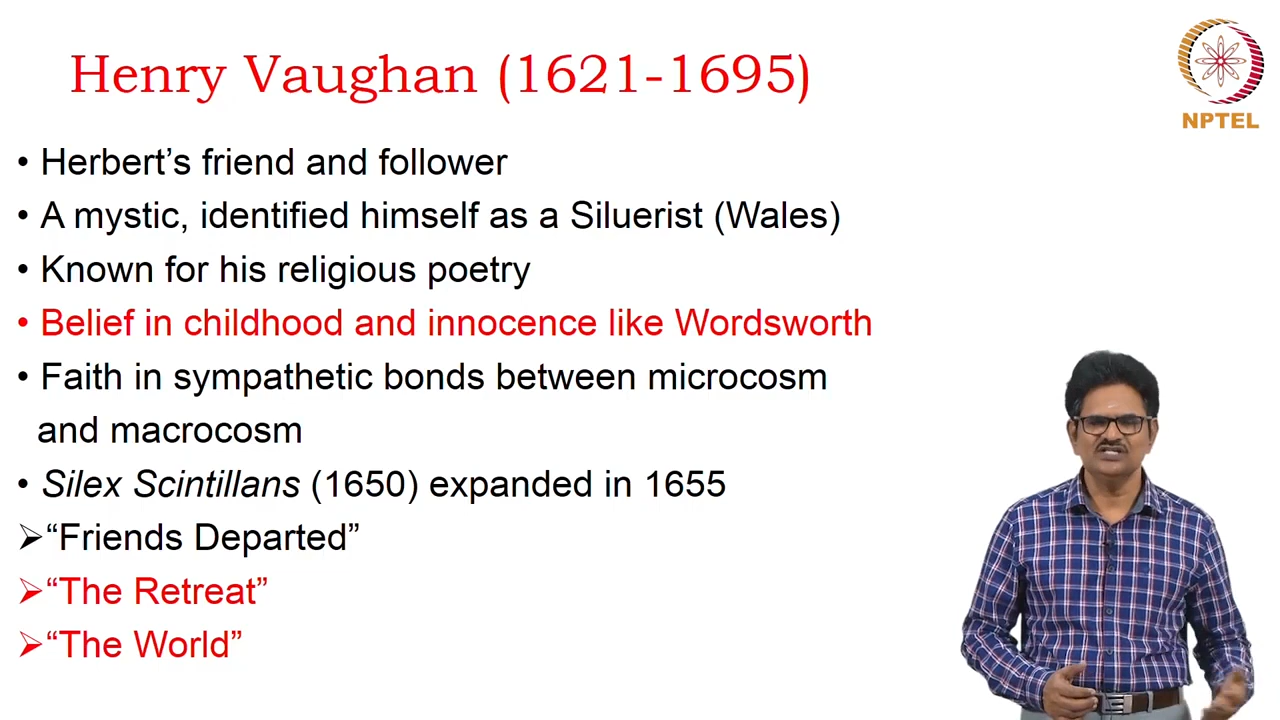 Henry Vaughan (1621-1695)
NPTEL
• Herbert’s friend and follower
• A mystic, identified himself as a Siluerist (Wales)
• Known for his religious poetry
• Belief in childhood and innocence like Wordsworth
• Faith in sympathetic bonds between microcosm
and macrocosm
• Silex Scintillans (1650) expanded in 1655
➢“Friends Departed”
➢“The Retreat”
➢“The World”